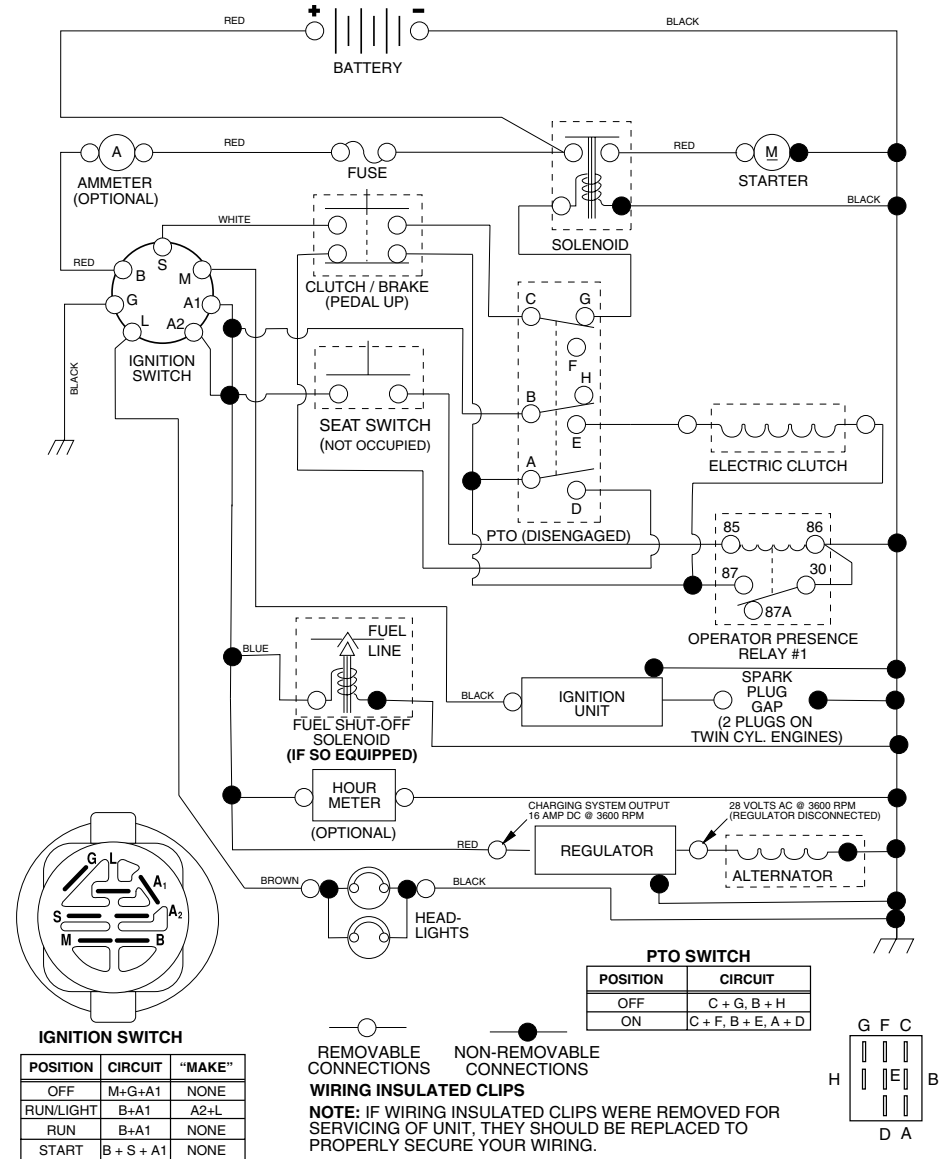 RED
+
-
BLACK
BATTERY
A
AMMETER
(OPTIONAL)
RED
FUSE
SOLENOID
RED
M
STARTER
BLACK
WHITE
CLUTCH / BRAKE
(PEDAL UP)
RED
S
B
M
G
A1
L
A2
IGNITION
SWITCH
BLACK
SEAT SWITCH
(NOT OCCUPIED)
C
G
F
H
B
E
A
D
PTO (DISENGAGED)
ELECTRIC CLUTCH
85
86
87
30
87A
OPERATOR PRESENCE
RELAY #1
BLUE
FUEL
LINE
FUEL SHUT-OFF
SOLENOID
(IF SO EQUIPPED)
BLACK
IGNITION
UNIT
SPARK
PLUG
GAP
(2 PLUGS ON
TWIN CYL. ENGINES)
HOUR
METER
(OPTIONAL)
CHARGING SYSTEM OUTPUT
16 AMP DC @ 3600 RPM
28 VOLTS AC @ 3600 RPM
(REGULATOR DISCONNECTED)
RED
REGULATOR
ALTERNATOR
BROWN
BLACK
HEAD-
LIGHTS
G
L
A1
A2
S
M
B
IGNITION SWITCH
POSITION CIRCUIT “MAKE”
OFF M+G+A1 NONE
RUN/LIGHT B+A1 A2+L
RUN B+A1 NONE
START B + S + A1 NONE
REMOVABLE
CONNECTIONS
NON-REMOVABLE
CONNECTIONS
WIRING INSULATED CLIPS
NOTE: IF WIRING INSULATED CLIPS WERE REMOVED FOR
SERVICING OF UNIT, THEY SHOULD BE REPLACED TO
PROPERLY SECURE YOUR WIRING.
PTO SWITCH
POSITION CIRCUIT
OFF C + G, B + H
ON C + F, B + E, A + D
G F C
H E B
D A